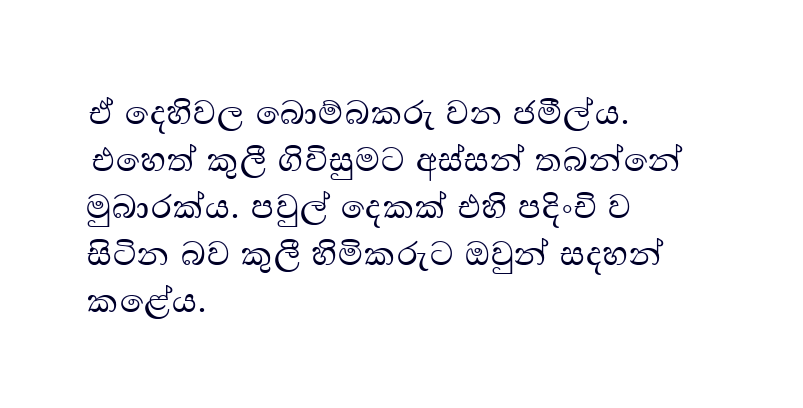 ඒ දෙහිවල බොම්බකරු වන ජමීල්ය.
එහෙත් කුලී ගිවිසුමට අස්සන් තබන්නේ
මුබාරක්ය. පවුල් දෙකක් එහි පදිංචි ව
සිටින බව කුලී හිමිකරුට ඔවුන් සදහන්
කළේය.